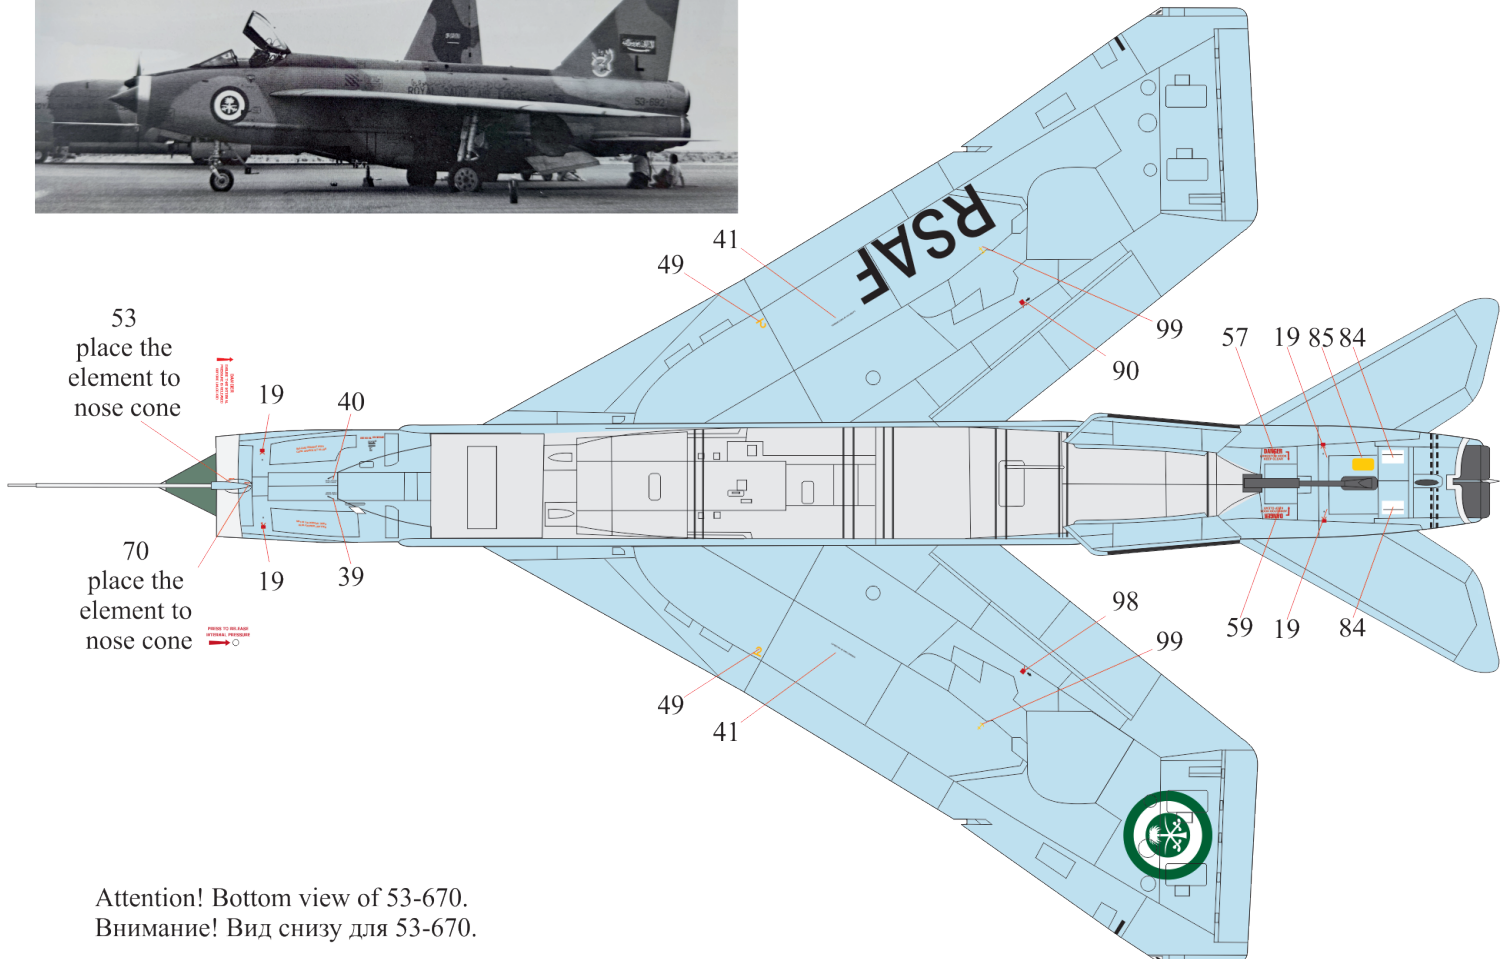 L
53-692
RSAF
41
49
53
place the
element to
nose cone
19
40
99
90
57
19
85
84
DANGER
70
place the
element to
nose cone
PRESS TO RELEASE
INTERNAL PRESSURE
19
39
98
99
59
19
84
DANGER
49
41
Attention! Bottom view of 53-670.
Внимание! Вид снизу для 53-670.